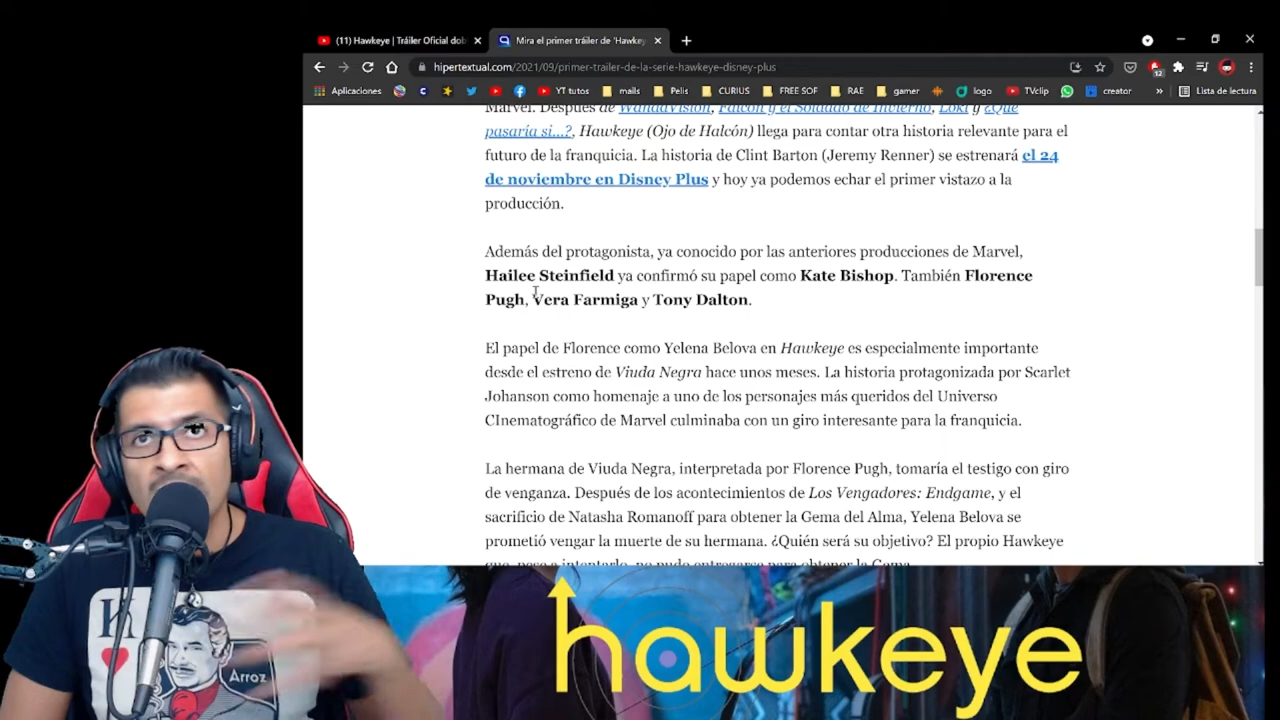 (11) Hawkeye | Tráiler Oficial dob
Mira el primer tráiler de 'Hawkey
hipertextual.com/2021/09/primer-trailer-de-la-serie-hawkeye-disney-plus
12
Aplicaciones
YT tutos
mails
Pelis
CURIUS
FREE SOF
RAE
gamer
logo
TVclip
creator
»
Lista de lectura
Marvel. Después de WandaVision, Falcon y el Soldado de Invierno, Loki y ¿Qué
pasaría si...?, Hawkeye (Ojo de Halcón) llega para contar otra historia relevante para el
futuro de la franquicia. La historia de Clint Barton (Jeremy Renner) se estrenará el 24
de noviembre en Disney Plus y hoy ya podemos echar el primer vistazo a la
producción.
Además del protagonista, ya conocido por las anteriores producciones de Marvel,
Hailee Steinfield ya confirmó su papel como Kate Bishop. También Florence
Pugh, Vera Farmiga y Tony Dalton.
El papel de Florence como Yelena Belova en Hawkeye es especialmente importante
desde el estreno de Viuda Negra hace unos meses. La historia protagonizada por Scarlet
Johanson como homenaje a uno de los personajes más queridos del Universo
CInematográfico de Marvel culminaba con un giro interesante para la franquicia.
La hermana de Viuda Negra, interpretada por Florence Pugh, tomaría el testigo con giro
de venganza. Después de los acontecimientos de Los Vengadores: Endgame, y el
sacrificio de Natasha Romanoff para obtener la Gema del Alma, Yelena Belova se
prometió vengar la muerte de su hermana. ¿Quién será su objetivo? El propio Hawkeye
que, pese a intentarlo, no pudo entregarse para obtener la Gema.
K
Arroz
hawkeye